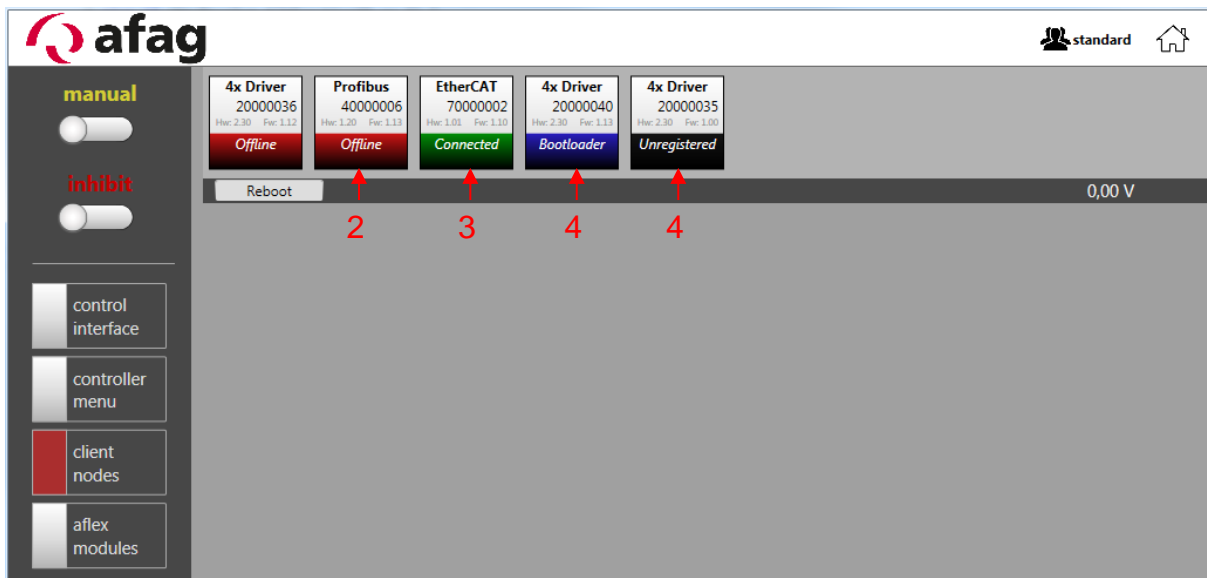 afag
standard
manual
inhibit
control
interface
controller
menu
client
nodes
aflex
modules
4x Driver
20000036
Hw: 2.30 Fw: 1.12
Offline
Profibus
40000006
Hw: 1.20 Fw: 1.13
Offline
EtherCAT
70000002
Hw: 1.01 Fw: 1.10
Connected
4x Driver
20000040
Hw: 2.30 Fw: 1.13
Bootloader
4x Driver
20000035
Hw: 2.30 Fw: 1.00
Unregistered
Reboot
0,00 V
2
3
4
4